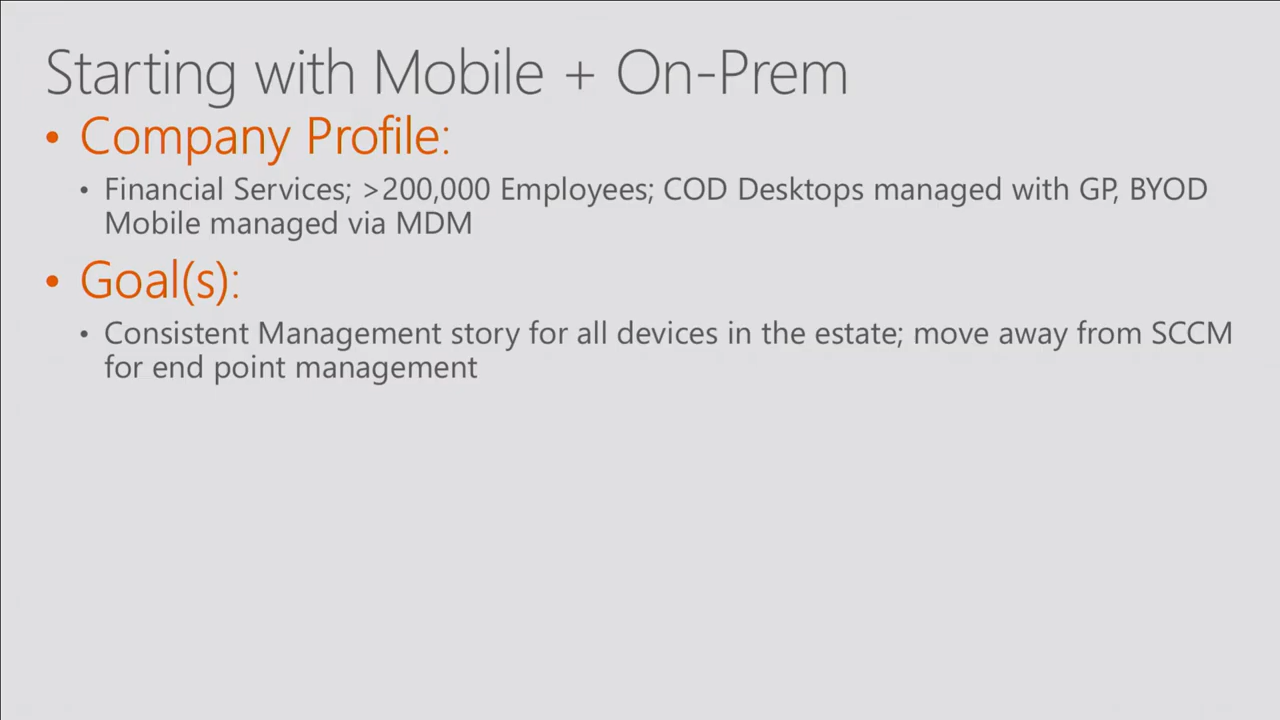 Starting with Mobile + On-Prem
• Company Profile:
• Financial Services; >200,000 Employees; COD Desktops managed with GP, BYOD
Mobile managed via MDM
• Goal(s):
• Consistent Management story for all devices in the estate; move away from SCCM
for end point management